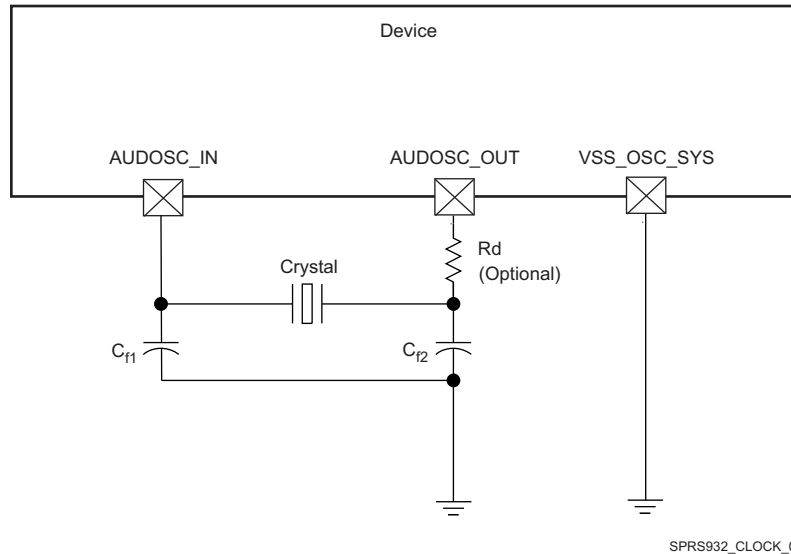 Device
AUDOSC_IN
AUDOSC_OUT
VSS_OSC_SYS
Rd
(Optional)
Crystal
Cf1
Cf2